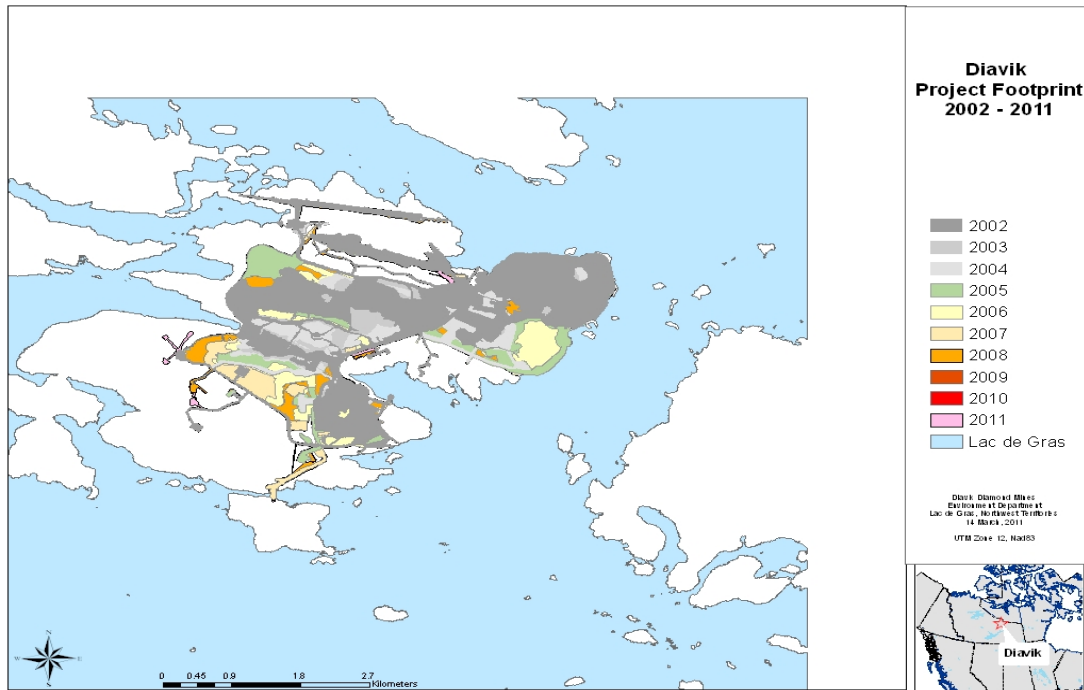 Diavik
Project Footprint
2002 - 2011
2002
2003
2004
2005
2006
2007
2008
2009
2010
2011
Lac de Gras
Diavik Diamond Mines
Environment Department
Lac de Gras, Northwest Territories
14 March, 2011
UTM Zone 12, Nad83
Diavik
N
W
E
S
0 0.45 0.9 1.8 2.7
Kilometers